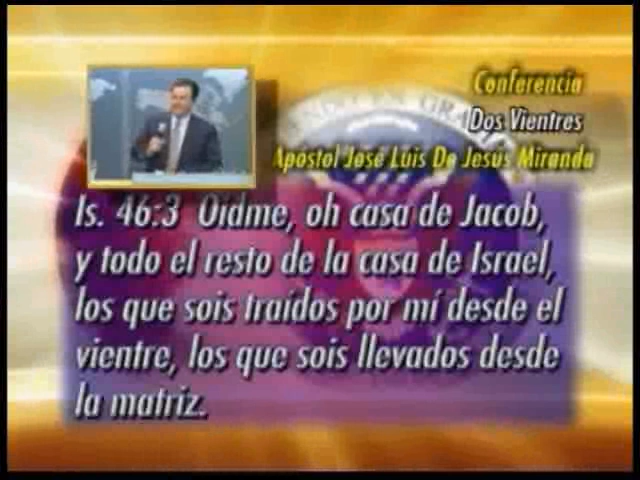 Conferencia
Dos Vientres
Apóstol José Luis De Jesús Miranda
Is. 46:3 Oídme, oh casa de Jacob,
y todo el resto de la casa de Israel,
los que sois traídos por mí desde el
vientre, los que sois llevados desde
la matriz.